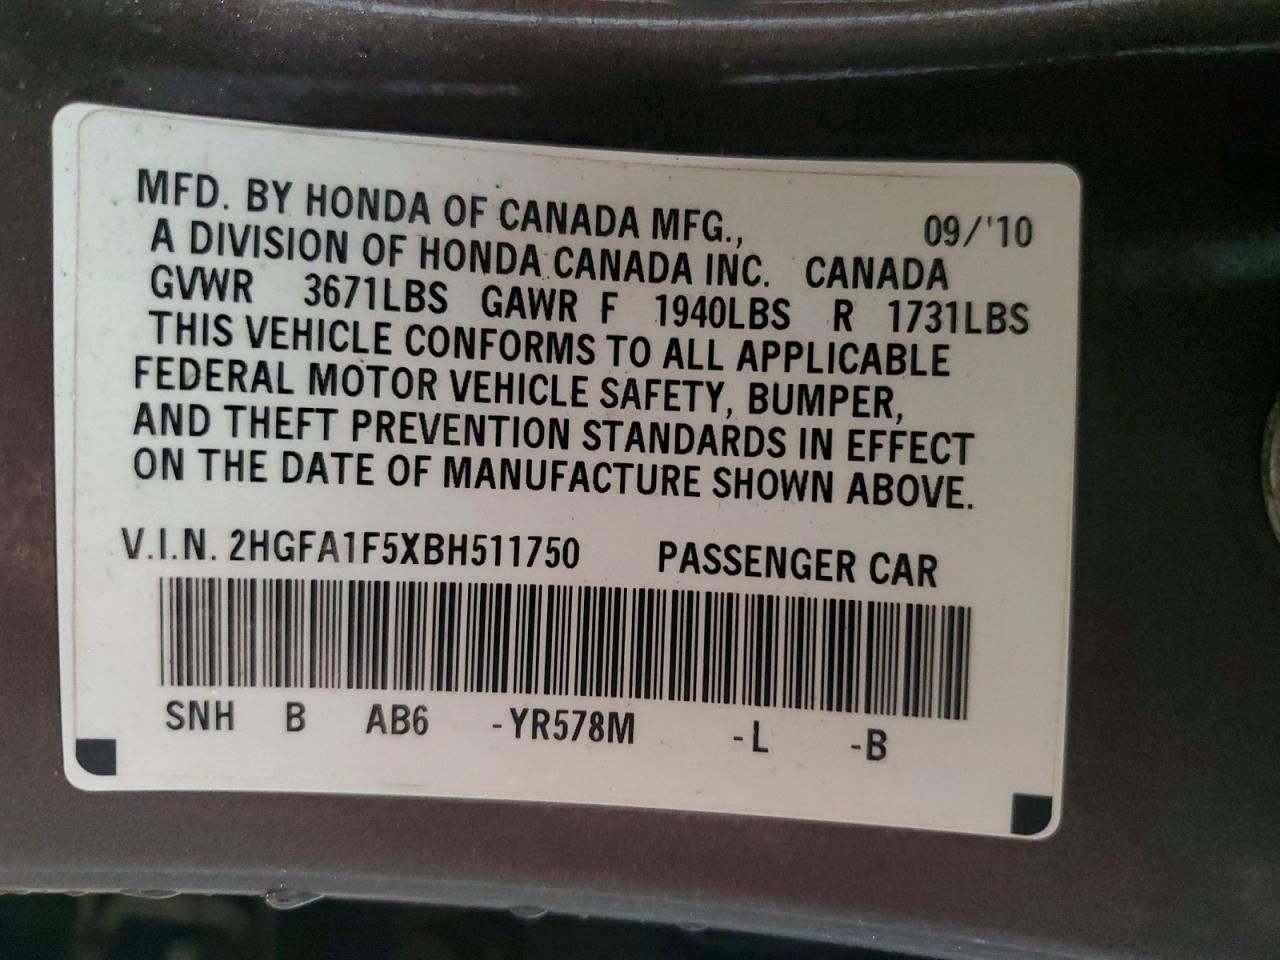 MFD. BY HONDA OF CANADA MFG., 09/'10
A DIVISION OF HONDA CANADA INC. CANADA
GVWR 3671LBS GAWR F 1940LBS R 1731LBS
THIS VEHICLE CONFORMS TO ALL APPLICABLE
FEDERAL MOTOR VEHICLE SAFETY, BUMPER,
AND THEFT PREVENTION STANDARDS IN EFFECT
ON THE DATE OF MANUFACTURE SHOWN ABOVE.
V.I.N. 2HGFA1F5XBH511750 PASSENGER CAR
SNH B AB6 -YR578M -L -B